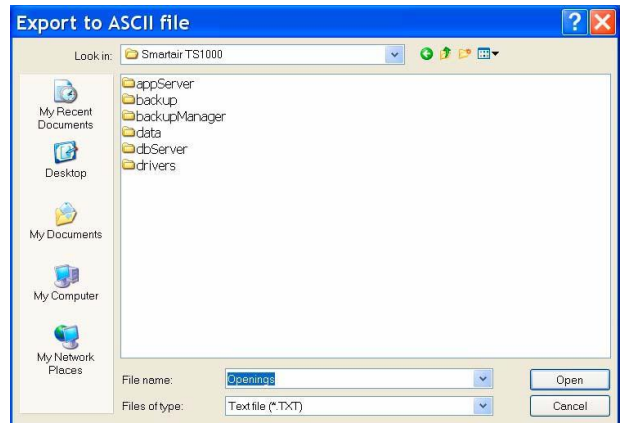 Export to ASCII file
Look in: Smartair TS1000
My Recent
Documents
Desktop
My Documents
My Computer
My Network
Places
appServer
backup
backupManager
data
dbServer
drivers
File name: Openings Open
Files of type: Text file (*.TXT) Cancel